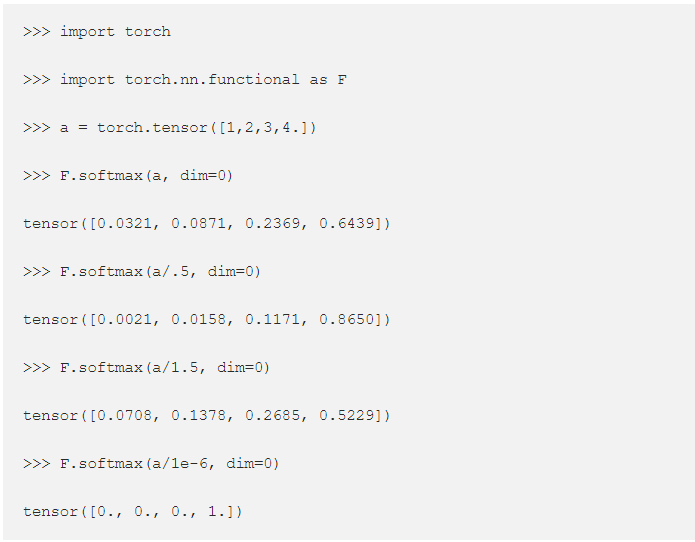 >>> import torch
>>> import torch.nn.functional as F
>>> a = torch.tensor([1,2,3,4.])
>>> F.softmax(a, dim=0)
tensor([0.0321, 0.0871, 0.2369, 0.6439])
>>> F.softmax(a/.5, dim=0)
tensor([0.0021, 0.0158, 0.1171, 0.8650])
>>> F.softmax(a/1.5, dim=0)
tensor([0.0708, 0.1378, 0.2685, 0.5229])
>>> F.softmax(a/1e-6, dim=0)
tensor([0., 0., 0., 1.])